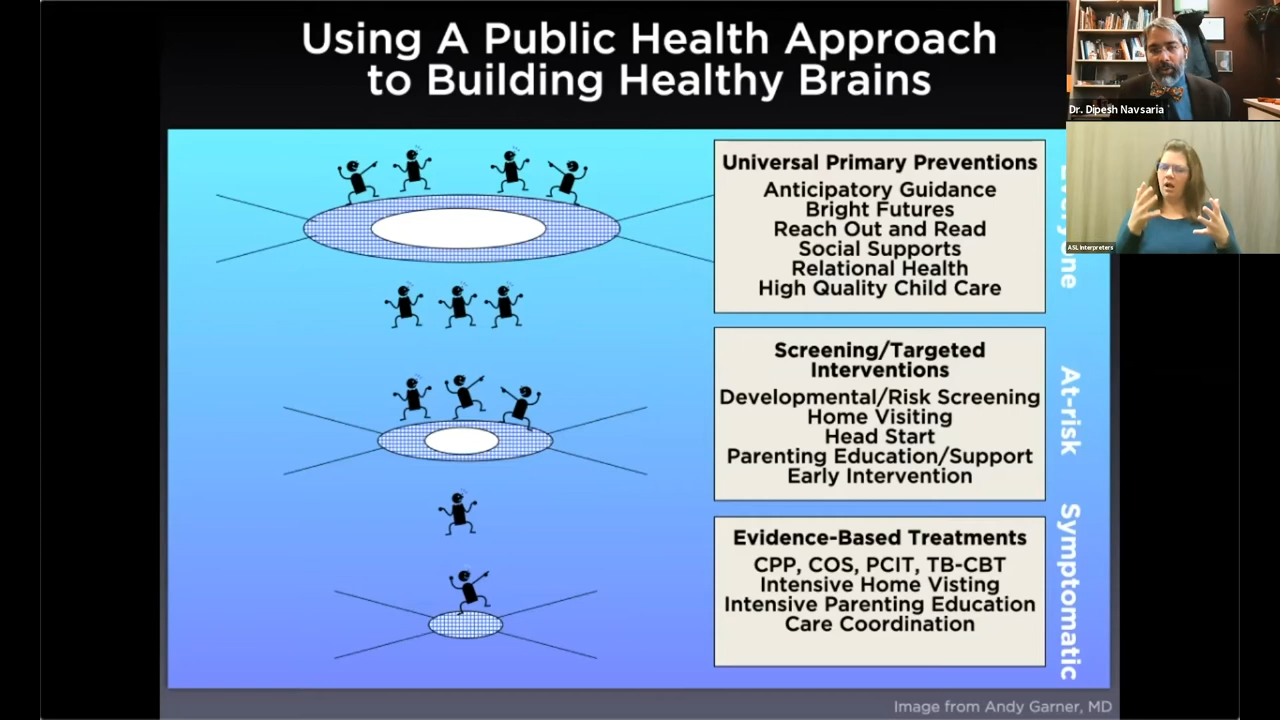 Using A Public Health Approach
to Building Healthy Brains
Dr. Dipesh Navsaria
ASL Interpreters
Universal Primary Preventions
Anticipatory Guidance
Bright Futures
Reach Out and Read
Social Supports
Relational Health
High Quality Child Care
Screening/Targeted
Interventions
Developmental/Risk Screening
Home Visiting
Head Start
Parenting Education/Support
Early Intervention
At-risk
Evidence-Based Treatments
CPP, COS, PCIT, TB-CBT
Intensive Home Visting
Intensive Parenting Education
Care Coordination
Symptomatic
Image from Andy Garner, MD